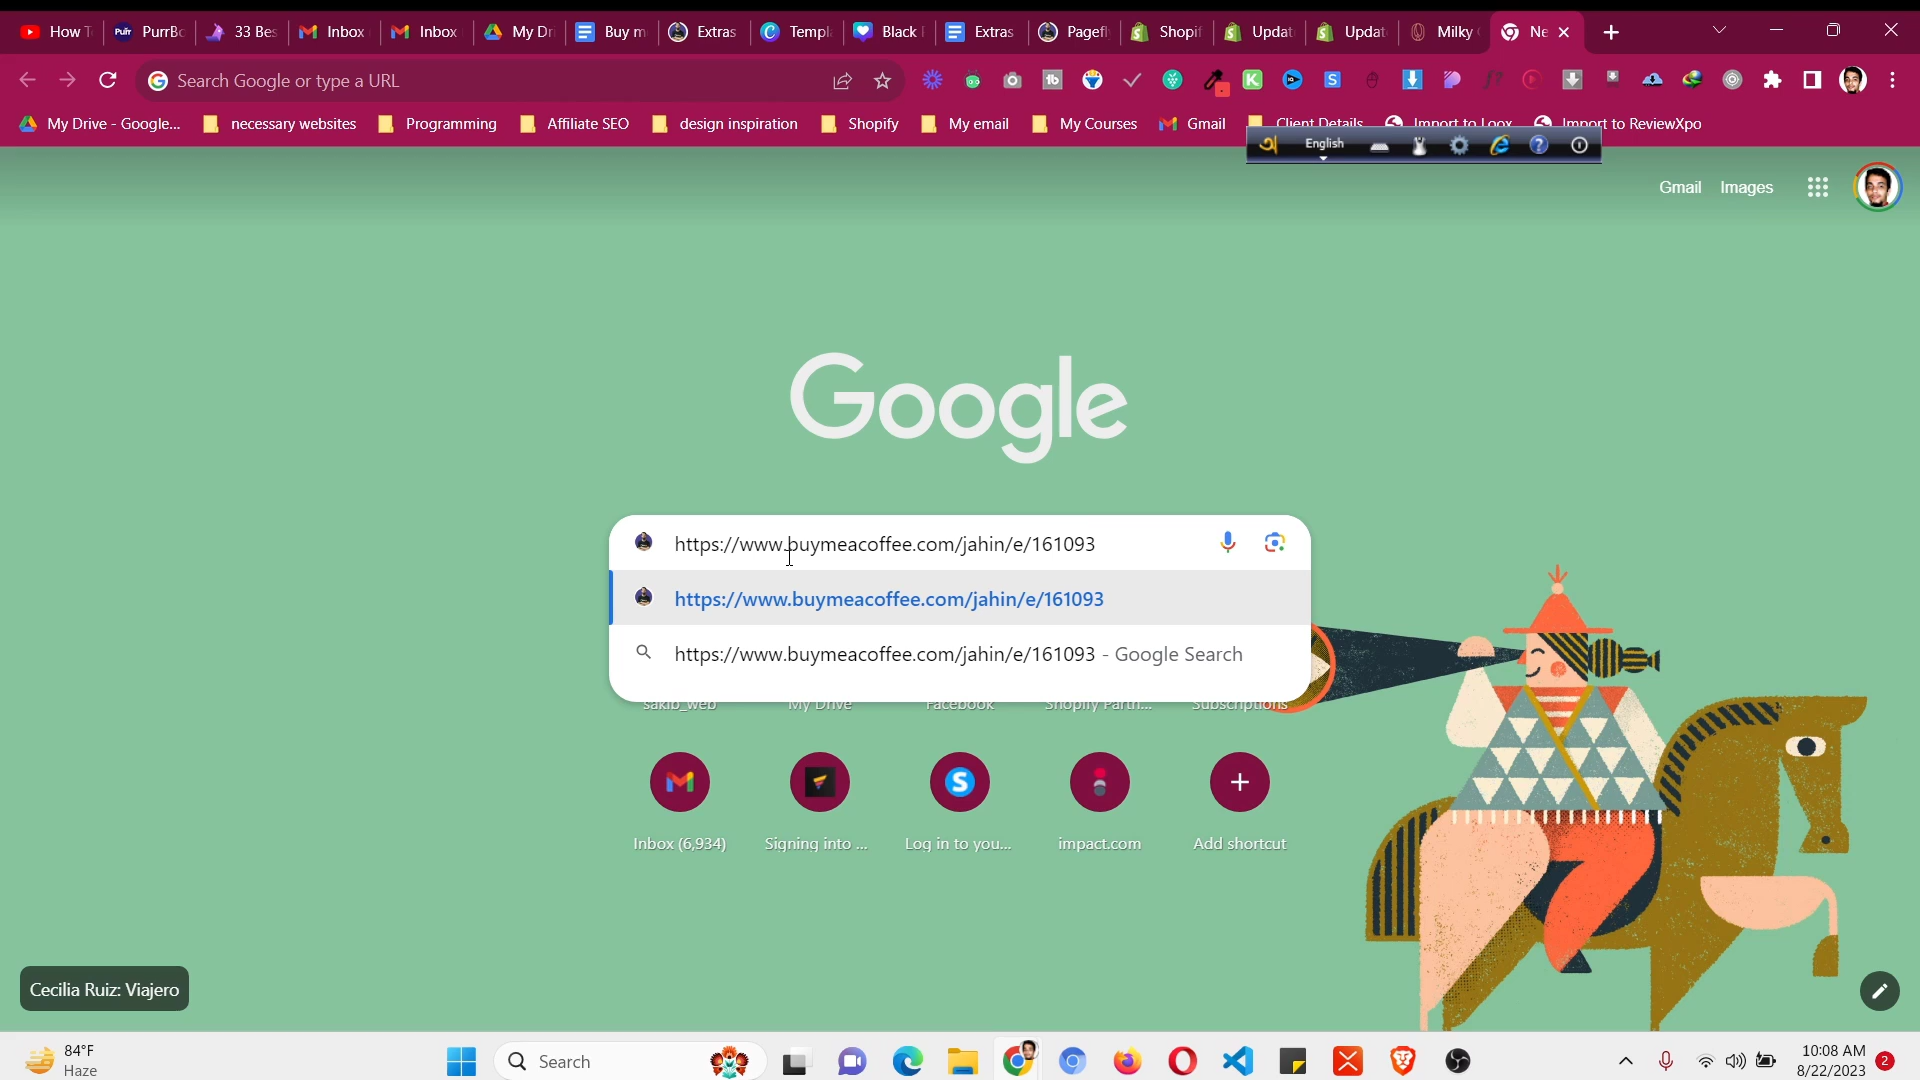 How T
Purr PurrBo
33 Bes
Inbox
Inbox
My Dri
Buy m
Extras
Templa
Black
Extras
Pagefl
Shopif
Updat
Updat
Milky
Ne
Search Google or type a URL
My Drive - Google...
necessary websites
Programming
Affiliate SEO
design inspiration
Shopify
My email
My Courses
Gmail
Client Details
Import to Loox
Import to ReviewXpo
অ English
Gmail Images
Google
https://www.buymeacoffee.com/jahin/e/161093
https://www.buymeacoffee.com/jahin/e/161093
https://www.buymeacoffee.com/jahin/e/161093 - Google Search
sakib_web My Drive Facebook Shopify Partn... Subscriptions
Inbox (6,934) Signing into ... Log in to you... impact.com Add shortcut
Cecilia Ruiz: Viajero
84°F
Haze
Search
10:08 AM
8/22/2023
2